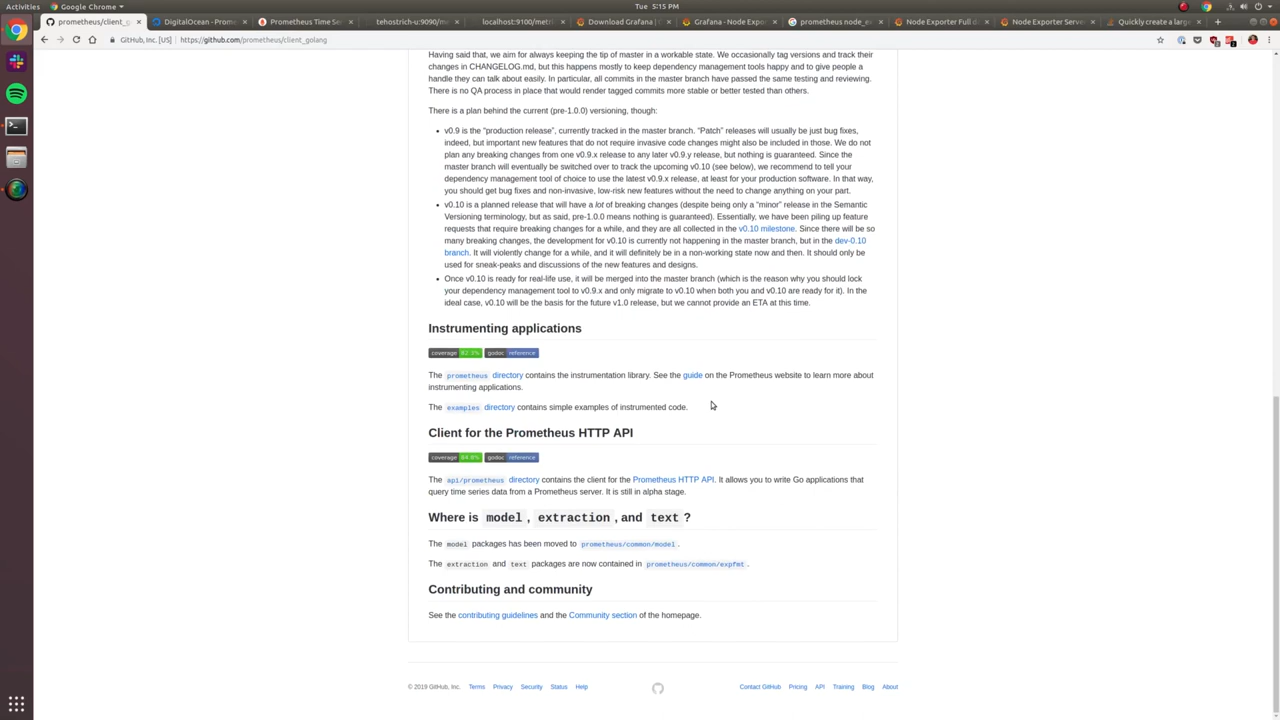 Activities
Google Chrome
Tue 5:15 PM
prometheus/client_g
DigitalOcean - Prome
Prometheus Time Se
tehostrich-u:9090/m
localhost:9100/metri
Download Grafana |
Grafana - Node Expor
prometheus node_ex
Node Exporter Full d
Node Exporter Serve
Quickly create a large
GitHub, Inc. [US]
https://github.com/prometheus/client_golang
Having said that, we aim for always keeping the tip of master in a workable state. We occasionally tag versions and track their
changes in CHANGELOG.md, but this happens mostly to keep dependency management tools happy and to give people a
handle they can talk about easily. In particular, all commits in the master branch have passed the same testing and reviewing.
There is no QA process in place that would render tagged commits more stable or better tested than others.
There is a plan behind the current (pre-1.0.0) versioning, though:
• v0.9 is the “production release”, currently tracked in the master branch. “Patch” releases will usually be just bug fixes,
indeed, but important new features that do not require invasive code changes might also be included in those. We do not
plan any breaking changes from one v0.9.x release to any later v0.9.y release, but nothing is guaranteed. Since the
master branch will eventually be switched over to track the upcoming v0.10 (see below), we recommend to tell your
dependency management tool of choice to use the latest v0.9.x release, at least for your production software. In that way,
you should get bug fixes and non-invasive, low-risk new features without the need to change anything on your part.
• v0.10 is a planned release that will have a lot of breaking changes (despite being only a “minor” release in the Semantic
Versioning terminology, but as said, pre-1.0.0 means nothing is guaranteed). Essentially, we have been piling up feature
requests that require breaking changes for a while, and they are all collected in the v0.10 milestone. Since there will be so
many breaking changes, the development for v0.10 is currently not happening in the master branch, but in the dev-0.10
branch. It will violently change for a while, and it will definitely be in a non-working state now and then. It should only be
used for sneak-peaks and discussions of the new features and designs.
• Once v0.10 is ready for real-life use, it will be merged into the master branch (which is the reason why you should lock
your dependency management tool to v0.9.x and only migrate to v0.10 when both you and v0.10 are ready for it). In the
ideal case, v0.10 will be the basis for the future v1.0 release, but we cannot provide an ETA at this time.
Instrumenting applications
coverage 82.3% godoc reference
The prometheus directory contains the instrumentation library. See the guide on the Prometheus website to learn more about
instrumenting applications.
The examples directory contains simple examples of instrumented code.
Client for the Prometheus HTTP API
coverage 64.8% godoc reference
The api/prometheus directory contains the client for the Prometheus HTTP API. It allows you to write Go applications that
query time series data from a Prometheus server. It is still in alpha stage.
Where is model, extraction, and text?
The model packages has been moved to prometheus/common/model.
The extraction and text packages are now contained in prometheus/common/expfmt.
Contributing and community
See the contributing guidelines and the Community section of the homepage.
© 2019 GitHub, Inc. Terms Privacy Security Status Help
Contact GitHub Pricing API Training Blog About